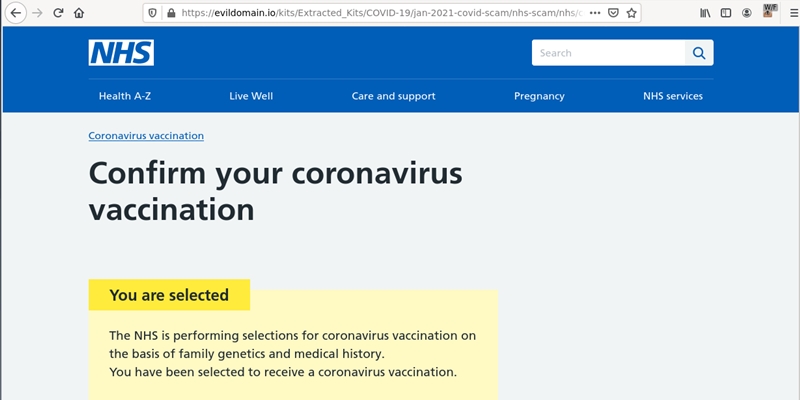 https://evildomain.io/kits/Extracted_Kits/COVID-19/jan-2021-covid-scam/nhs-scam/nhs/
NHS
Search
Health A-Z
Live Well
Care and support
Pregnancy
NHS services
Coronavirus vaccination
Confirm your coronavirus
vaccination
You are selected
The NHS is performing selections for coronavirus vaccination on
the basis of family genetics and medical history.
You have been selected to receive a coronavirus vaccination.